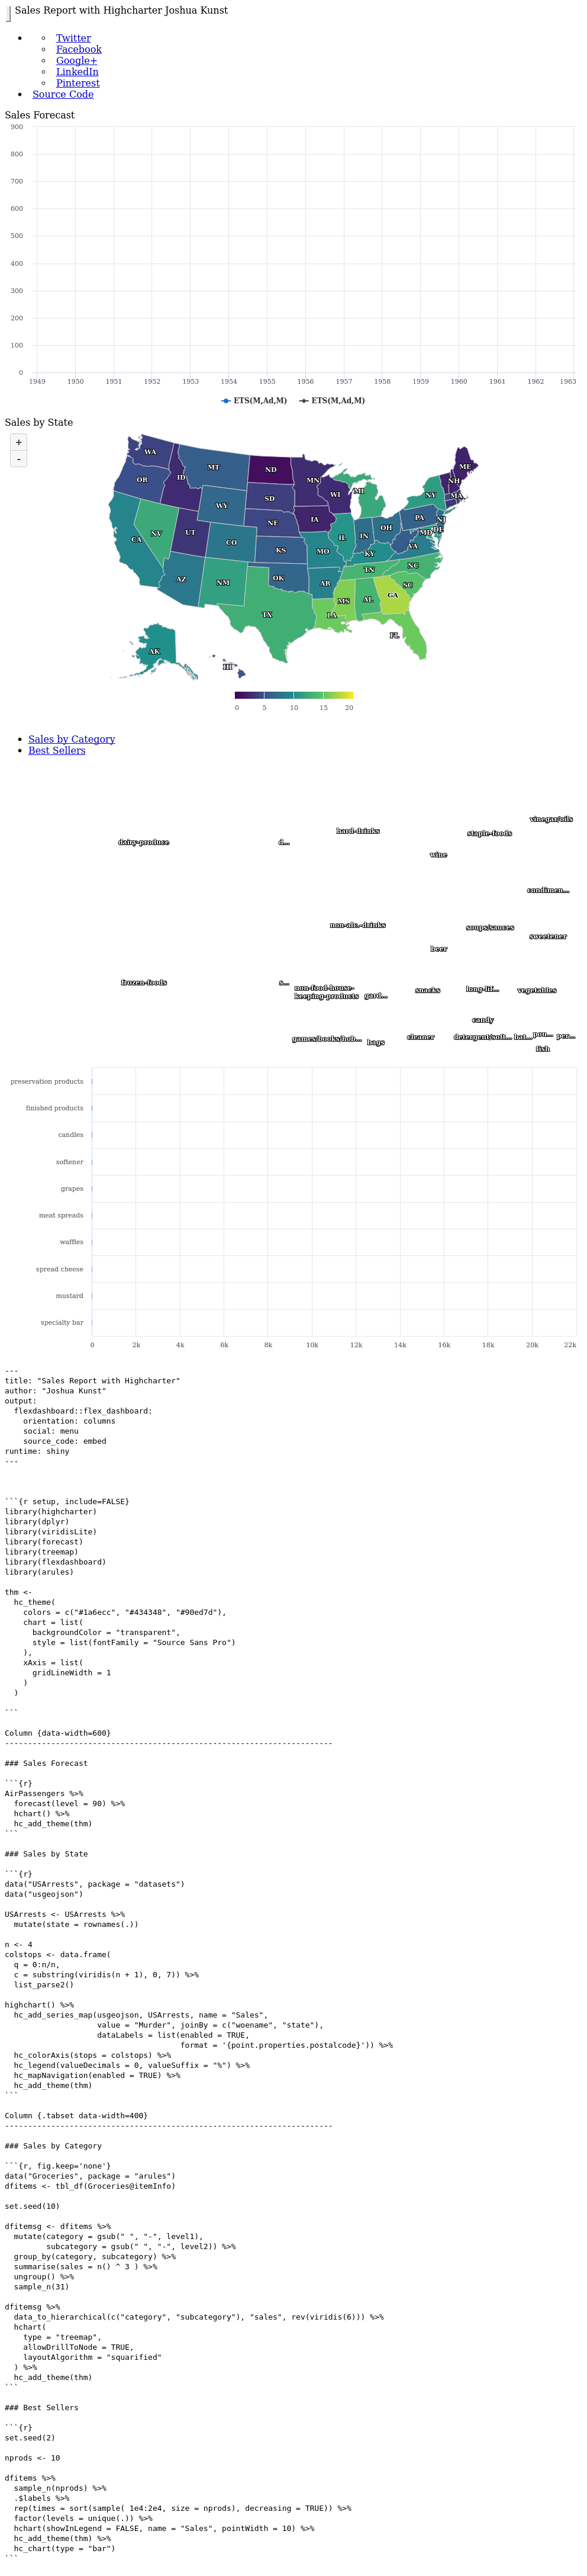 Sales Report with Highcharter Joshua Kunst
Twitter
Facebook
Google+
LinkedIn
Pinterest
Source Code
Sales Forecast
900
800
700
600
500
400
300
200
100
0
1949 1950 1951 1952 1953 1954 1955 1956 1957 1958 1959 1960 1961 1962 1963
ETS(M,Ad,M) ETS(M,Ad,M)
Sales by State
+
-
WA MT ND MN ME
OR ID WY SD WI MI NY NH MA
NV UT NE IA PA NJ
CA CO KS MO IL IN OH MD DE
AZ NM OK AR KY VA
TN NC SC
TX LA MS AL GA
FL
AK HI
0 5 10 15 20
Sales by Category
Best Sellers
vinegar/oils
hard-drinks staple-foods
dairy-produce d...
wine
condimen...
non-alc.-drinks soups/sauces
sweetener
beer
frozen-foods s...
non-food-house-
keeping-products gard... snacks long-lif... vegetables
candy
games/books/hob... bags cleaner detergent/soft... bat... pou... per...
fish
preservation products
finished products
candles
softener
grapes
meat spreads
waffles
spread cheese
mustard
specialty bar
0 2k 4k 6k 8k 10k 12k 14k 16k 18k 20k 22k
---
title: "Sales Report with Highcharter"
author: "Joshua Kunst"
output:
  flexdashboard::flex_dashboard:
    orientation: columns
    social: menu
    source_code: embed
runtime: shiny
---
```{r setup, include=FALSE}
library(highcharter)
library(dplyr)
library(viridisLite)
library(forecast)
library(treemap)
library(flexdashboard)
library(arules)
thm <-
  hc_theme(
    colors = c("#1a6ecc", "#434348", "#90ed7d"),
    chart = list(
      backgroundColor = "transparent",
      style = list(fontFamily = "Source Sans Pro")
    ),
    xAxis = list(
      gridLineWidth = 1
    )
  )
```
Column {data-width=600}
-----------------------------------------------------------------------
### Sales Forecast
```{r}
AirPassengers %>%
  forecast(level = 90) %>%
  hchart() %>%
  hc_add_theme(thm)
```
### Sales by State
```{r}
data("USArrests", package = "datasets")
data("usgeojson")
USArrests <- USArrests %>%
  mutate(state = rownames(.))
n <- 4
colstops <- data.frame(
  q = 0:n/n,
  c = substring(viridis(n + 1), 0, 7)) %>%
  list_parse2()
highchart() %>%
  hc_add_series_map(usgeojson, USArrests, name = "Sales",
                    value = "Murder", joinBy = c("woename", "state"),
                    dataLabels = list(enabled = TRUE,
                                      format = '{point.properties.postalcode}')) %>%
  hc_colorAxis(stops = colstops) %>%
  hc_legend(valueDecimals = 0, valueSuffix = "%") %>%
  hc_mapNavigation(enabled = TRUE) %>%
  hc_add_theme(thm)
```
Column {.tabset data-width=400}
-----------------------------------------------------------------------
### Sales by Category
```{r, fig.keep='none'}
data("Groceries", package = "arules")
dfitems <- tbl_df(Groceries@itemInfo)
set.seed(10)
dfitemsg <- dfitems %>%
  mutate(category = gsub(" ", "-", level1),
         subcategory = gsub(" ", "-", level2)) %>%
  group_by(category, subcategory) %>%
  summarise(sales = n() ^ 3 ) %>%
  ungroup() %>%
  sample_n(31)
dfitemsg %>%
  data_to_hierarchical(c("category", "subcategory"), "sales", rev(viridis(6))) %>%
  hchart(
    type = "treemap",
    allowDrillToNode = TRUE,
    layoutAlgorithm = "squarified"
  ) %>%
  hc_add_theme(thm)
```
### Best Sellers
```{r}
set.seed(2)
nprods <- 10
dfitems %>%
  sample_n(nprods) %>%
  .$labels %>%
  rep(times = sort(sample( 1e4:2e4, size = nprods), decreasing = TRUE)) %>%
  factor(levels = unique(.)) %>%
  hchart(showInLegend = FALSE, name = "Sales", pointWidth = 10) %>%
  hc_add_theme(thm) %>%
  hc_chart(type = "bar")
```